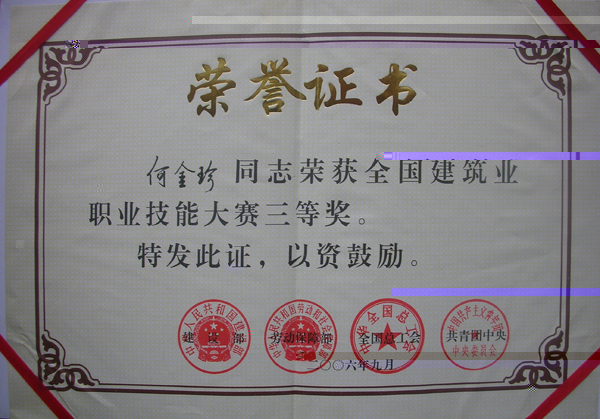 荣誉证书
何金珍 同志荣获全国建筑业
职业技能大赛三等奖。
特发此证，以资鼓励。
建设部 劳动保障部 全国总工会 共青团中央
二〇〇六年九月